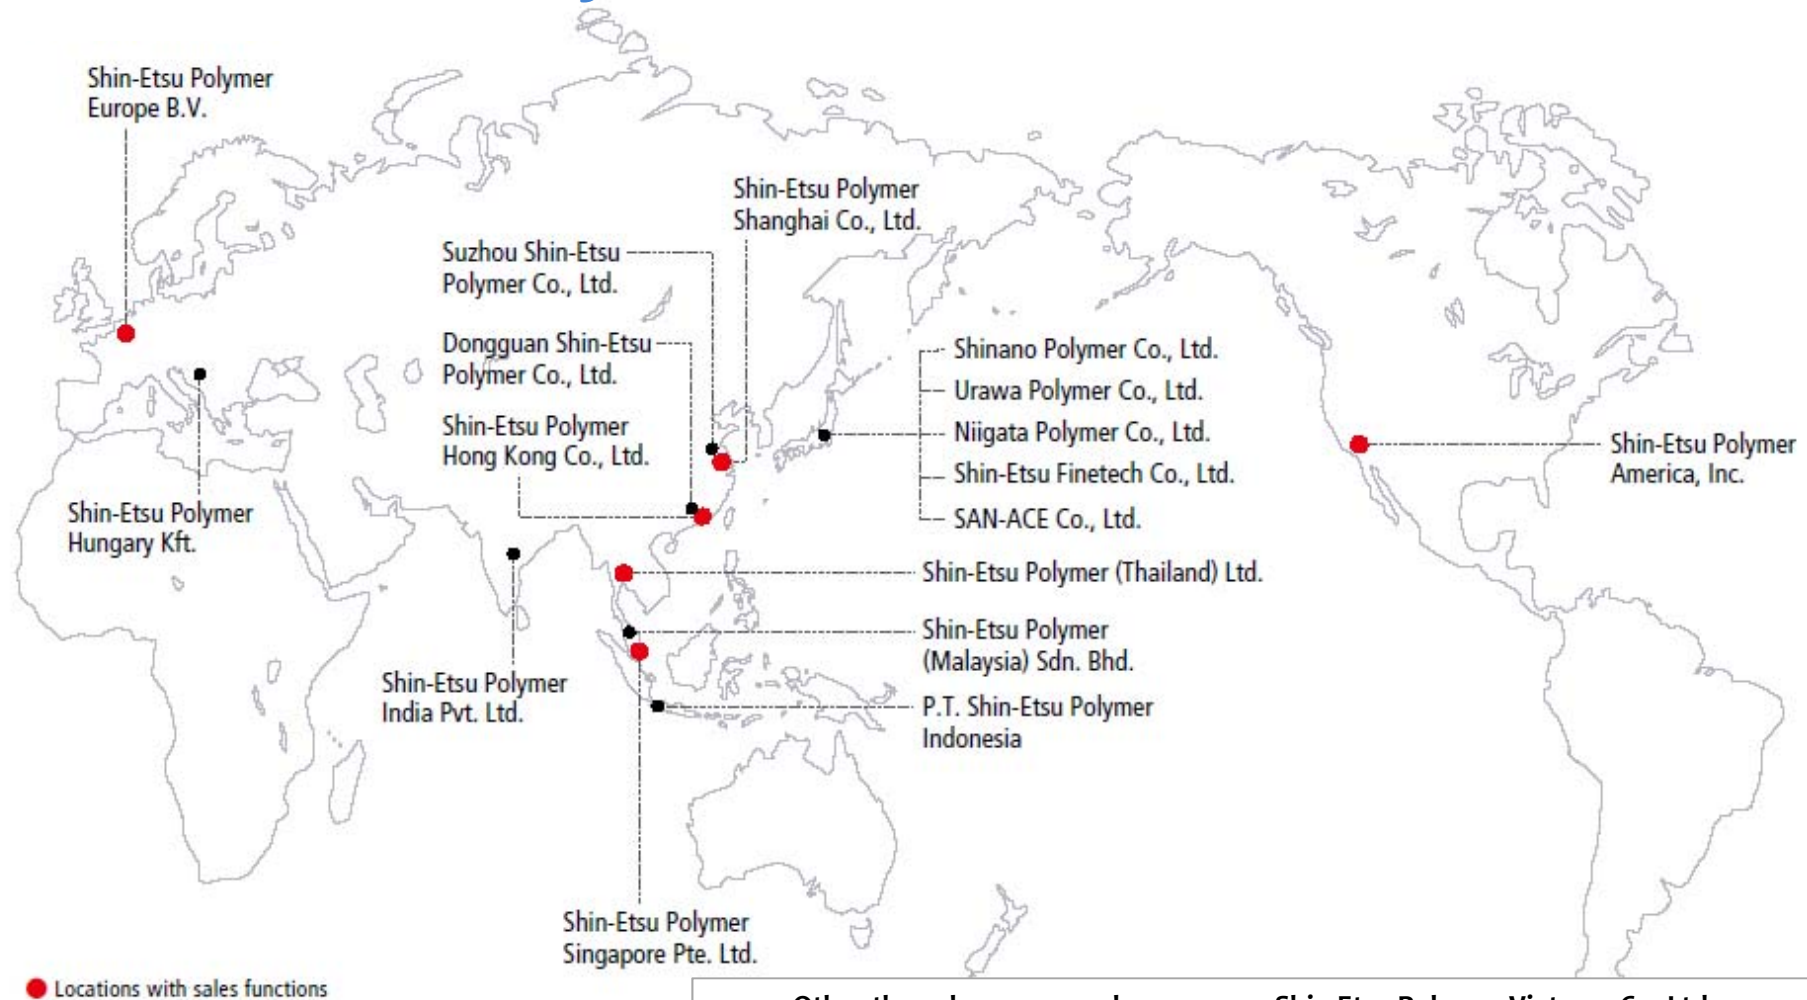 Shin-Etsu Polymer
Europe B.V.
Shin-Etsu Polymer
Shanghai Co., Ltd.
Suzhou Shin-Etsu
Polymer Co., Ltd.
Dongguan Shin-Etsu
Polymer Co., Ltd.
Shin-Etsu Polymer
Hong Kong Co., Ltd.
Shinano Polymer Co., Ltd.
Urawa Polymer Co., Ltd.
Niigata Polymer Co., Ltd.
Shin-Etsu Finetech Co., Ltd.
SAN-ACE Co., Ltd.
Shin-Etsu Polymer
America, Inc.
Shin-Etsu Polymer
Hungary Kft.
Shin-Etsu Polymer (Thailand) Ltd.
Shin-Etsu Polymer
(Malaysia) Sdn. Bhd.
Shin-Etsu Polymer
India Pvt. Ltd.
P.T. Shin-Etsu Polymer
Indonesia
Shin-Etsu Polymer
Singapore Pte. Ltd.
Locations with sales functions